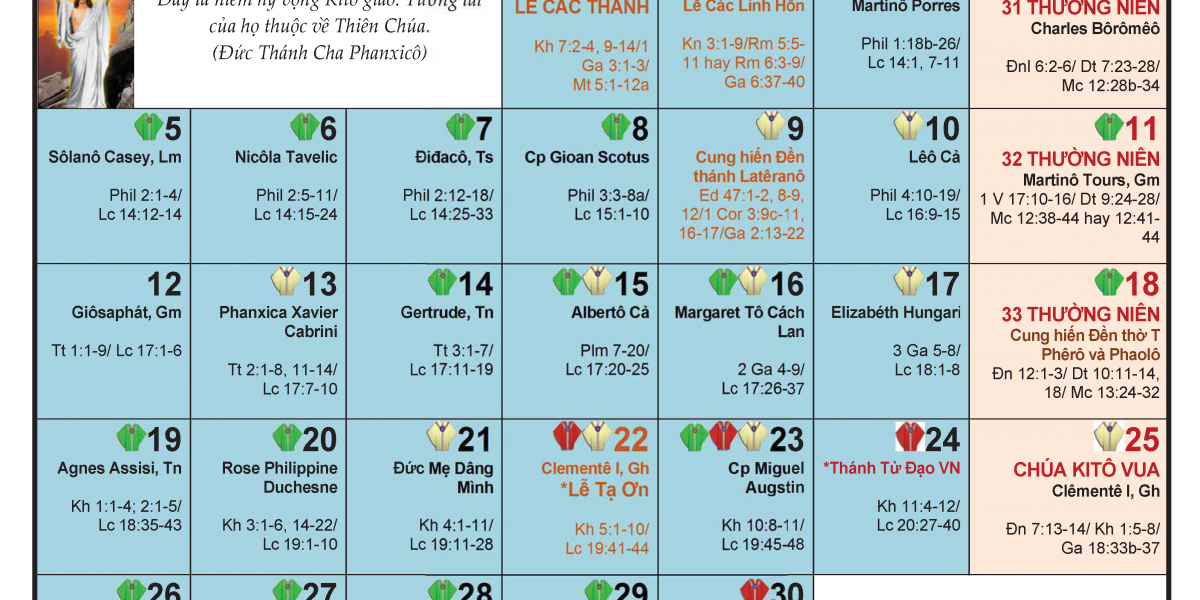 Đây là niềm hy vọng Kitô giáo: Tương lai
của họ thuộc về Thiên Chúa.
(Đức Thánh Cha Phanxicô)
LỄ CÁC THÁNH
Kh 7:2-4, 9-14/1
Ga 3:1-3/
Mt 5:1-12a
Lễ Các Linh Hồn
Kn 3:1-9/Rm 5:5-
11 hay Rm 6:3-9/
Ga 6:37-40
Martinô Porres
Phil 1:18b-26/
Lc 14:1, 7-11
31 THƯỜNG NIÊN
Charles Bôrômêô
Đnl 6:2-6/ Dt 7:23-28/
Mc 12:28b-34
5
Sôlanô Casey, Lm
Phil 2:1-4/
Lc 14:12-14
6
Nicôla Tavelic
Phil 2:5-11/
Lc 14:15-24
7
Điđacô, Ts
Phil 2:12-18/
Lc 14:25-33
8
Cp Gioan Scotus
Phil 3:3-8a/
Lc 15:1-10
9
Cung hiến Đền
thánh Latêranô
Ed 47:1-2, 8-9,
12/1 Cor 3:9c-11,
16-17/Ga 2:13-22
10
Lêô Cả
Phil 4:10-19/
Lc 16:9-15
11
32 THƯỜNG NIÊN
Martinô Tours, Gm
1 V 17:10-16/ Dt 9:24-28/
Mc 12:38-44 hay 12:41-
44
12
Giôsaphát, Gm
Tt 1:1-9/ Lc 17:1-6
13
Phanxica Xavier
Cabrini
Tt 2:1-8, 11-14/
Lc 17:7-10
14
Gertrude, Tn
Tt 3:1-7/
Lc 17:11-19
15
Albertô Cả
Plm 7-20/
Lc 17:20-25
16
Margaret Tô Cách
Lan
2 Ga 4-9/
Lc 17:26-37
17
Elizabéth Hungari
3 Ga 5-8/
Lc 18:1-8
18
33 THƯỜNG NIÊN
Cung hiến Đền thờ T
Phêrô và Phaolô
Đn 12:1-3/ Dt 10:11-14,
18/ Mc 13:24-32
19
Agnes Assisi, Tn
Kh 1:1-4; 2:1-5/
Lc 18:35-43
20
Rose Philippine
Duchesne
Kh 3:1-6, 14-22/
Lc 19:1-10
21
Đức Mẹ Dâng
Mình
Kh 4:1-11/
Lc 19:11-28
22
Clementê I, Gh
*Lễ Tạ Ơn
Kh 5:1-10/
Lc 19:41-44
23
Cp Miguel
Augstin
Kh 10:8-11/
Lc 19:45-48
24
*Thánh Tử Đạo VN
Kh 11:4-12/
Lc 20:27-40
25
CHÚA KITÔ VUA
Clêmentê I, Gh
Đn 7:13-14/ Kh 1:5-8/
Ga 18:33b-37
26
27
28
29
30